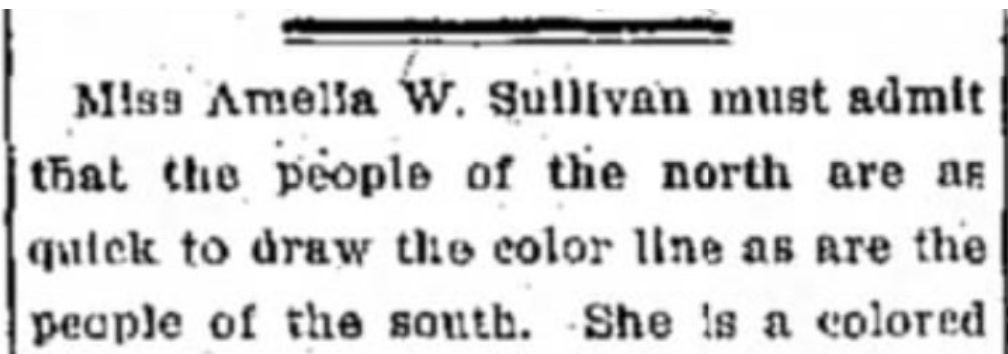 Miss Amelia W. Sullivan must admit
that the people of the north are as
quick to draw the color line as are the
people of the south. She is a colored